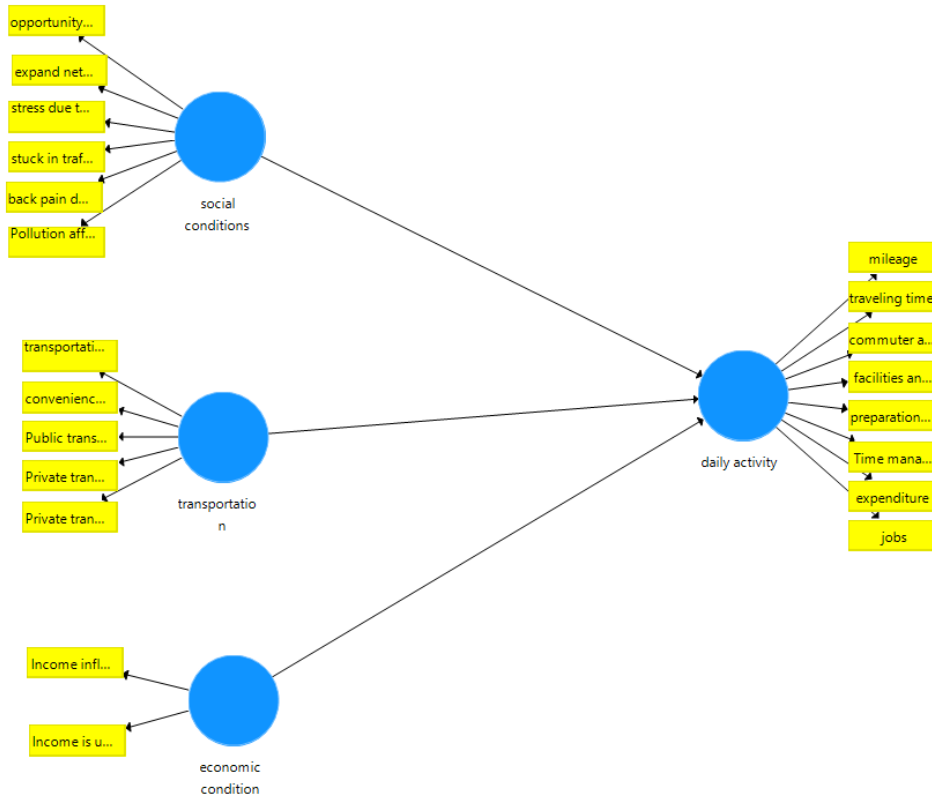 opportunity...
expand net...
stress due t...
stuck in traf...
back pain d...
Pollution aff...
social
conditions
transportati...
convenienc...
Public trans...
Private tran...
Private tran...
transportatio
n
Income infl...
Income is u...
economic
condition
daily activity
mileage
traveling time
commuter a...
facilities an...
preparation...
Time mana...
expenditure
jobs